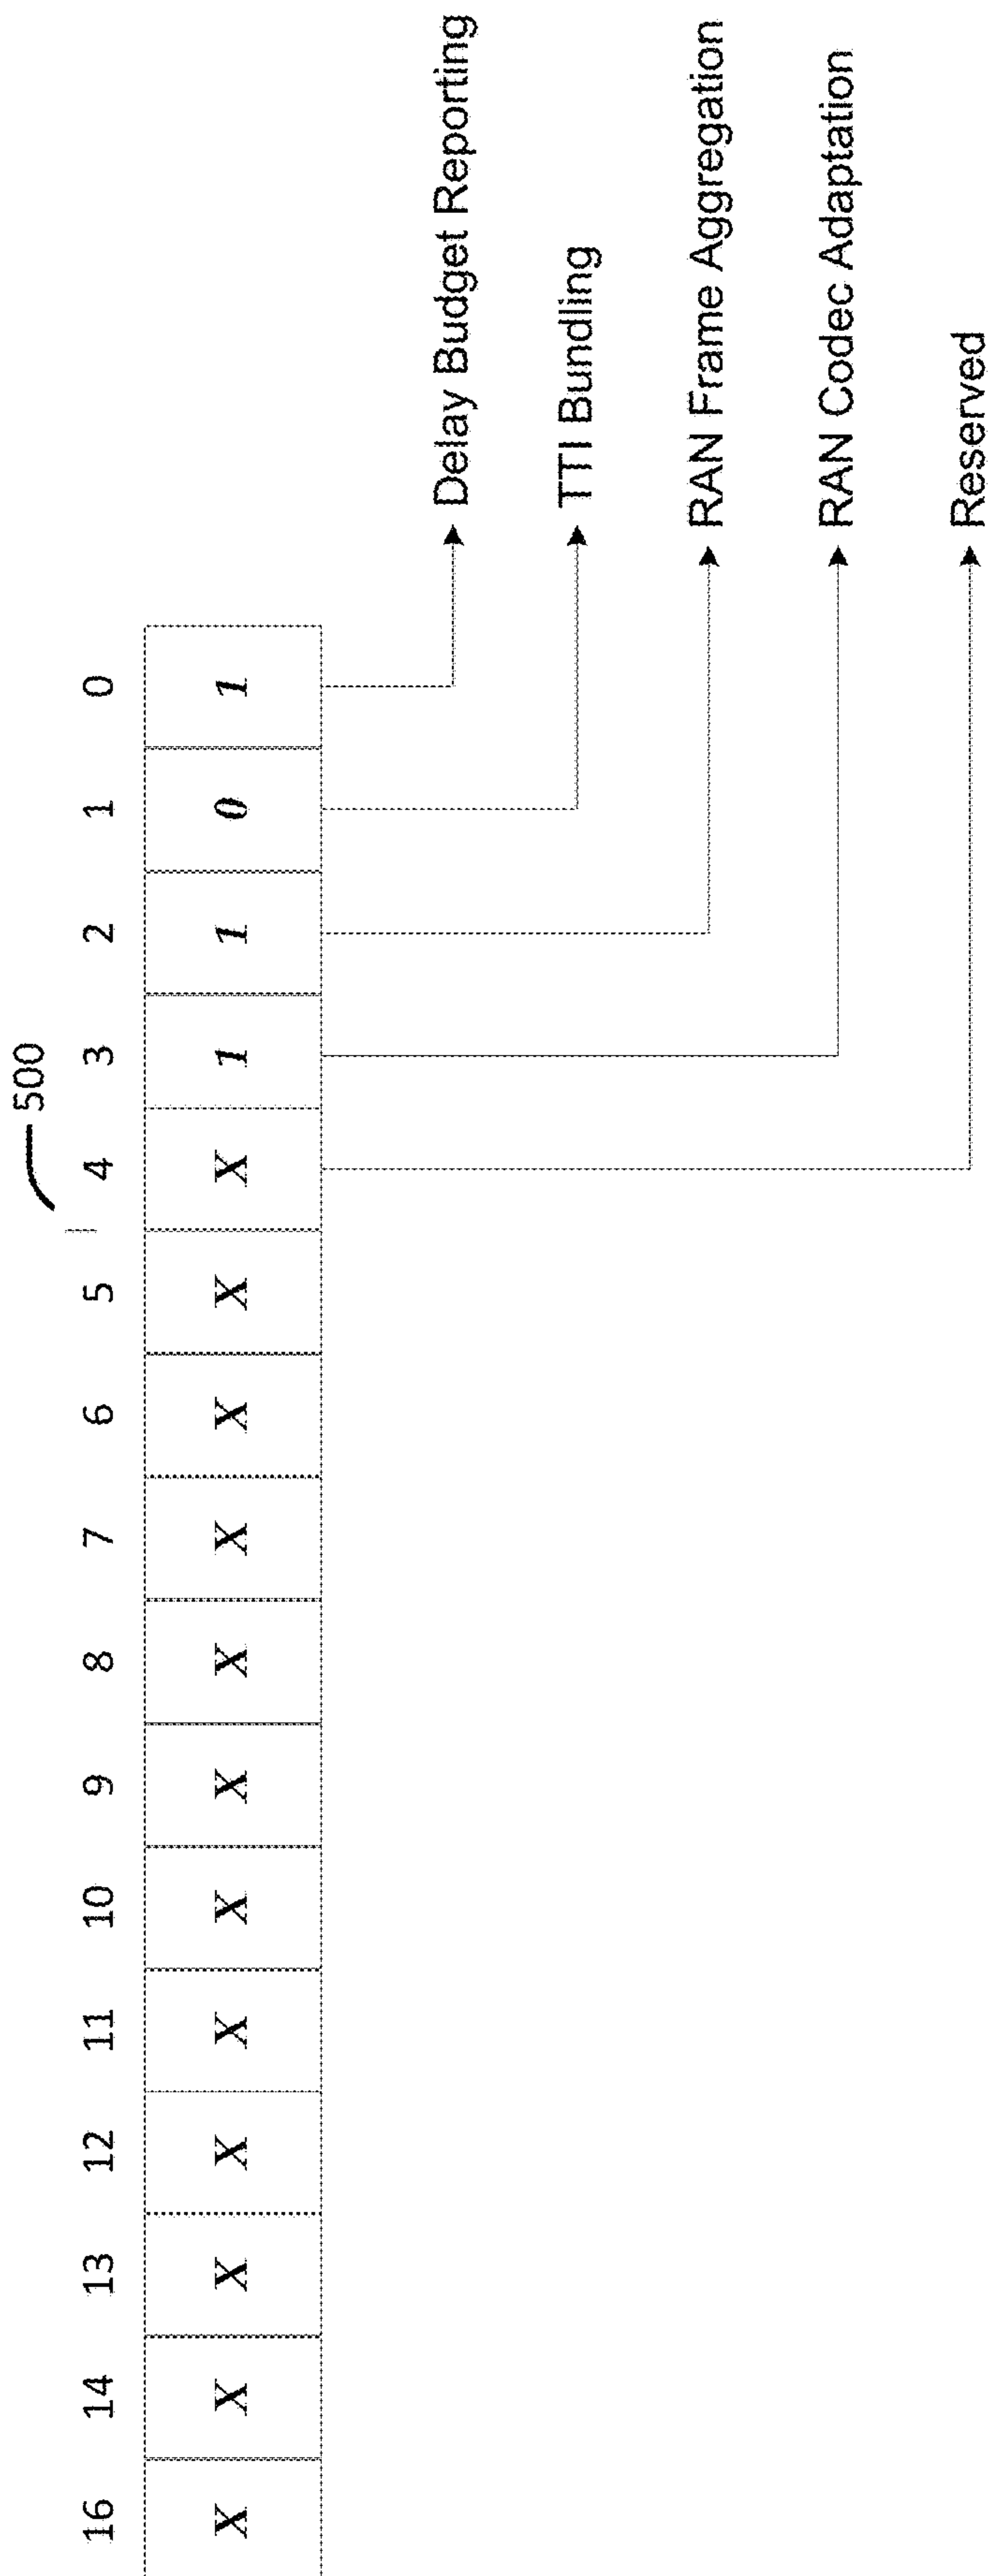 500
16 14 13 12 11 10 9 8 7 6 5 4 3 2 1 0
X X X X X X X X X X X X 1 1 0 1
Delay Budget Reporting
TTI Bundling
RAN Frame Aggregation
RAN Codec Adaptation
Reserved